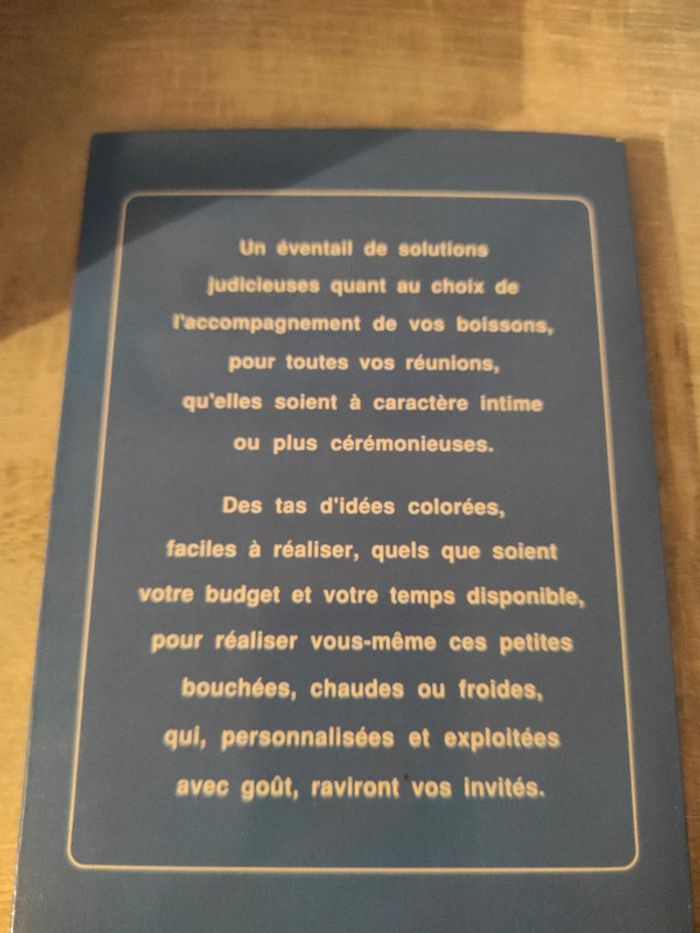 Un éventail de solutions
judicieuses quant au choix de
l'accompagnement de vos boissons,
pour toutes vos réunions,
qu'elles soient à caractère intime
ou plus cérémonieuses.
Des tas d'idées colorées,
faciles à réaliser, quels que soient
votre budget et votre temps disponible,
pour réaliser vous-même ces petites
bouchées, chaudes ou froides,
qui, personnalisées et exploitées
avec goût, raviront vos invités.